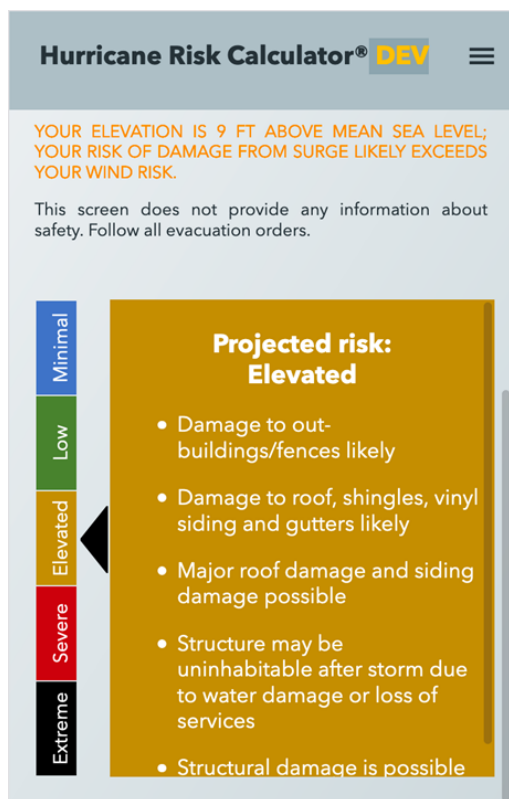 Hurricane Risk Calculator® DEV
YOUR ELEVATION IS 9 FT ABOVE MEAN SEA LEVEL;
YOUR RISK OF DAMAGE FROM SURGE LIKELY EXCEEDS
YOUR WIND RISK.
This screen does not provide any information about
safety. Follow all evacuation orders.
Minimal
Low
Elevated
Severe
Extreme
Projected risk:
Elevated
• Damage to out-
buildings/fences likely
• Damage to roof, shingles, vinyl
siding and gutters likely
• Major roof damage and siding
damage possible
• Structure may be
uninhabitable after storm due
to water damage or loss of
services
• Structural damage is possible